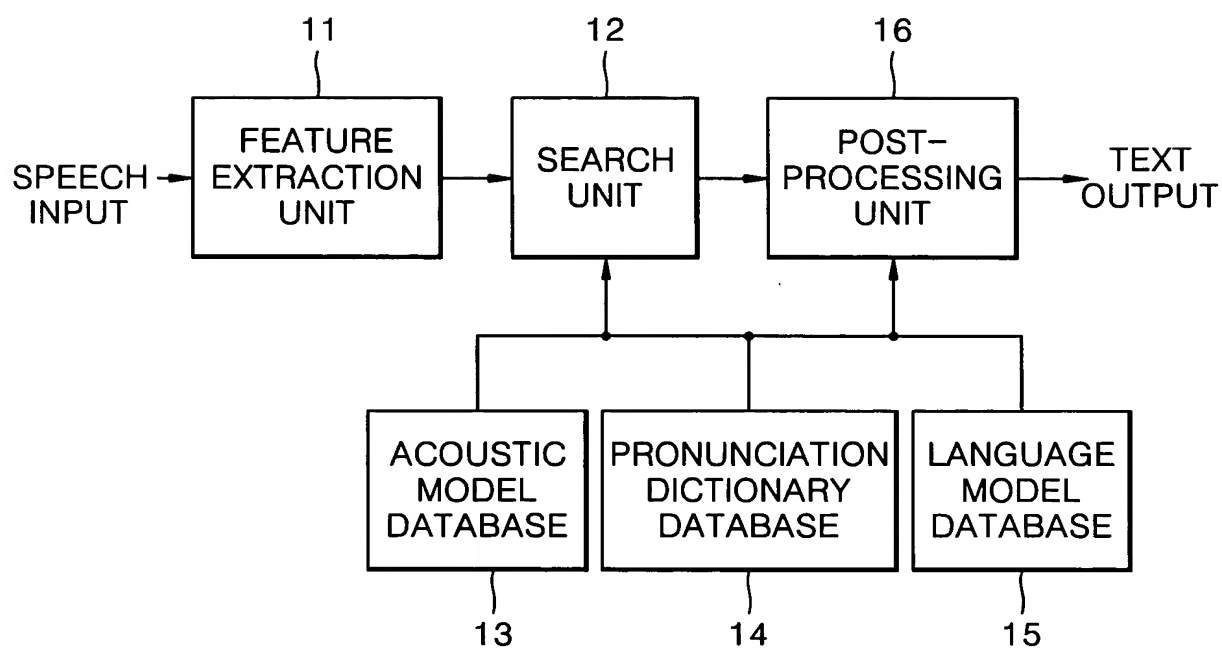 11
12
16
SPEECH
INPUT
FEATURE
EXTRACTION
UNIT
SEARCH
UNIT
POST-
PROCESSING
UNIT
TEXT
OUTPUT
ACOUSTIC
MODEL
DATABASE
PRONUNCIATION
DICTIONARY
DATABASE
LANGUAGE
MODEL
DATABASE
13
14
15